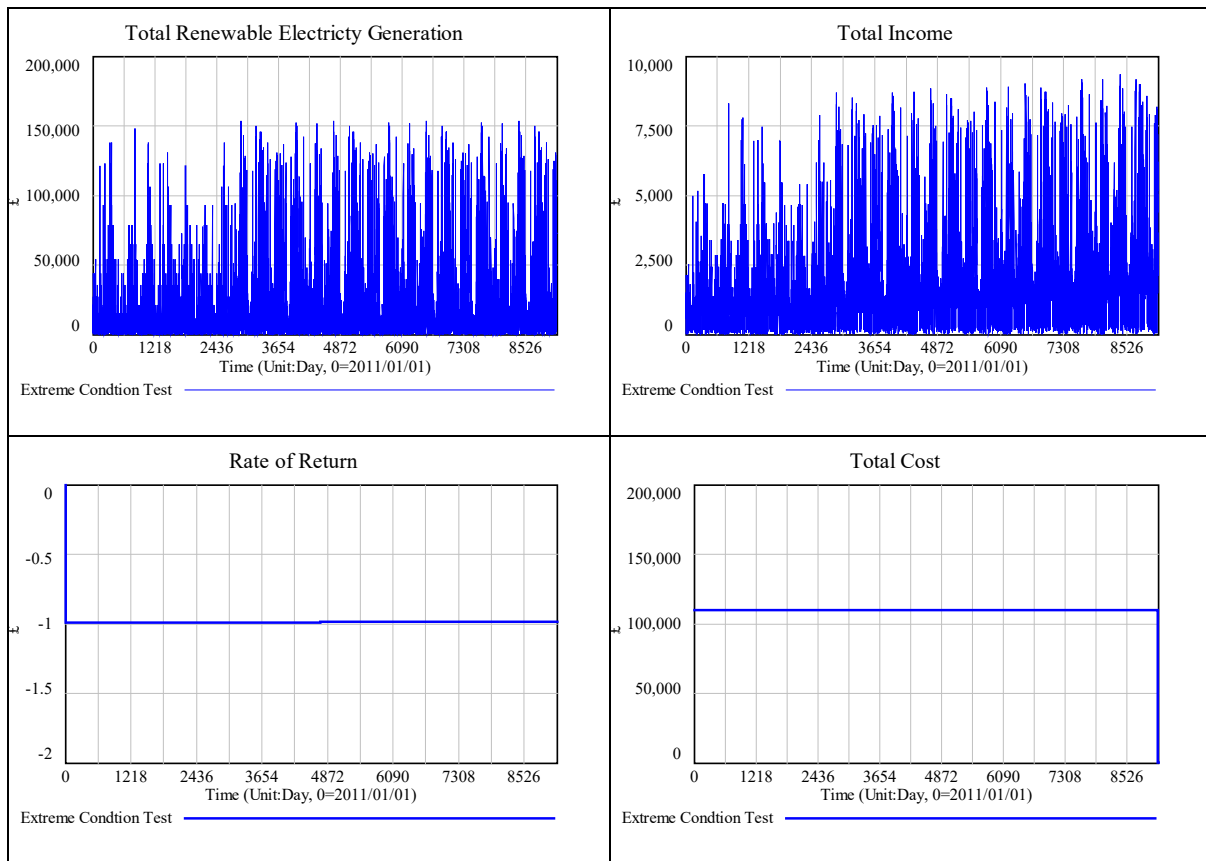 Total Renewable Electricty Generation
200,000
150,000
100,000
50,000
0
£
0 1218 2436 3654 4872 6090 7308 8526
Time (Unit:Day, 0=2011/01/01)
Extreme Condtion Test
Total Income
10,000
7,500
5,000
2,500
0
£
0 1218 2436 3654 4872 6090 7308 8526
Time (Unit:Day, 0=2011/01/01)
Extreme Condtion Test
Rate of Return
0
-0.5
-1
-1.5
-2
£
0 1218 2436 3654 4872 6090 7308 8526
Time (Unit:Day, 0=2011/01/01)
Extreme Condtion Test
Total Cost
200,000
150,000
100,000
50,000
0
£
0 1218 2436 3654 4872 6090 7308 8526
Time (Unit:Day, 0=2011/01/01)
Extreme Condtion Test